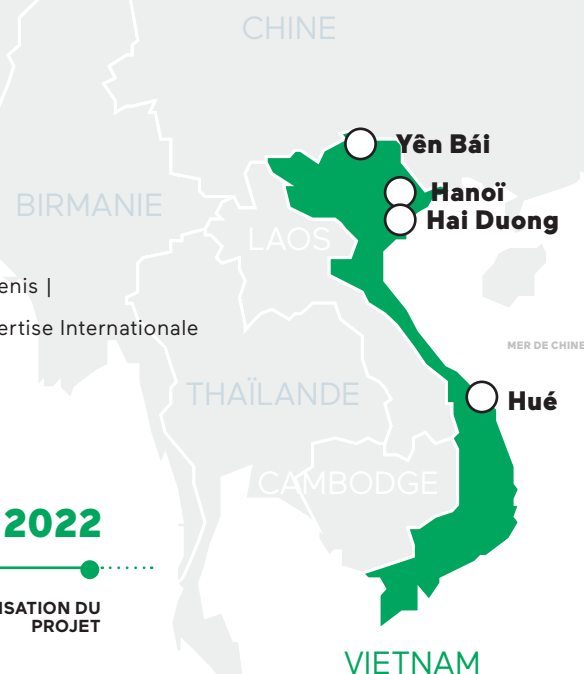 CHINE
Yên Bái
Hanoï
Hai Duong
BIRMANIE
LAOS
enis |
ertise Internationale
MER DE CHINE
THAÏLANDE
Hué
CAMBODGE
2022
ISATION DU
PROJET
VIETNAM